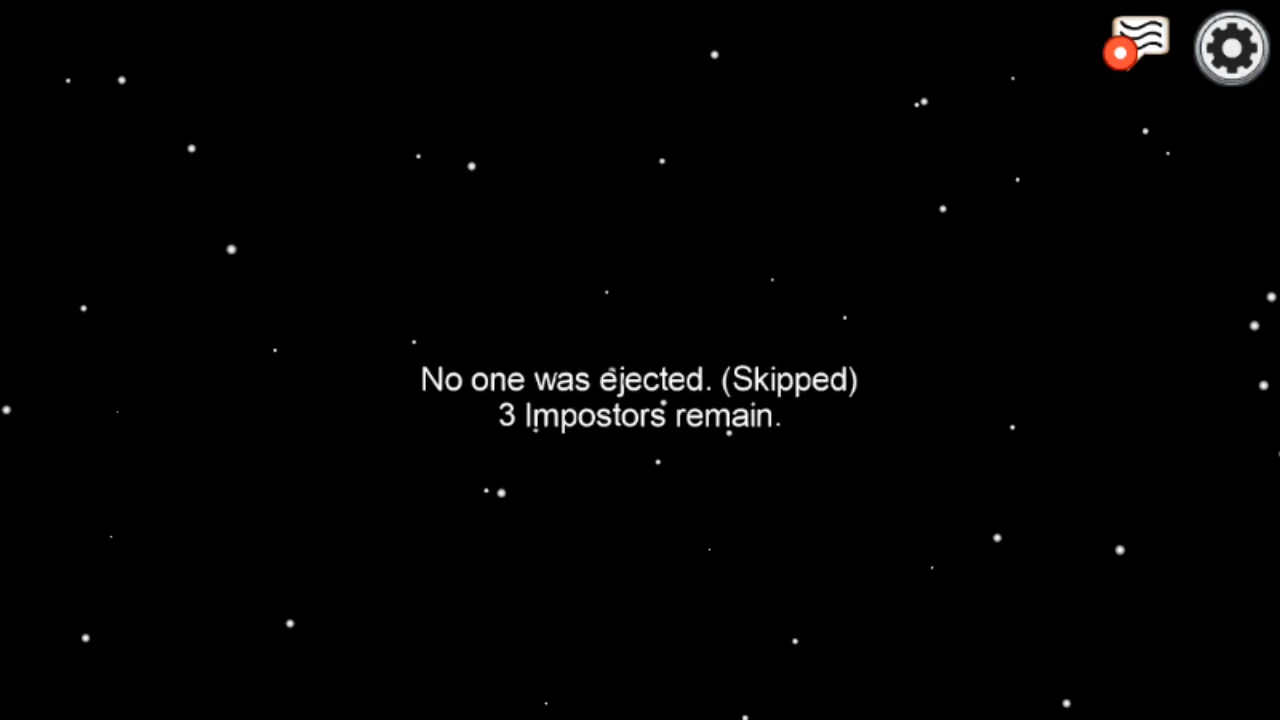 No one was ejected. (Skipped)
3 Impostors remain.